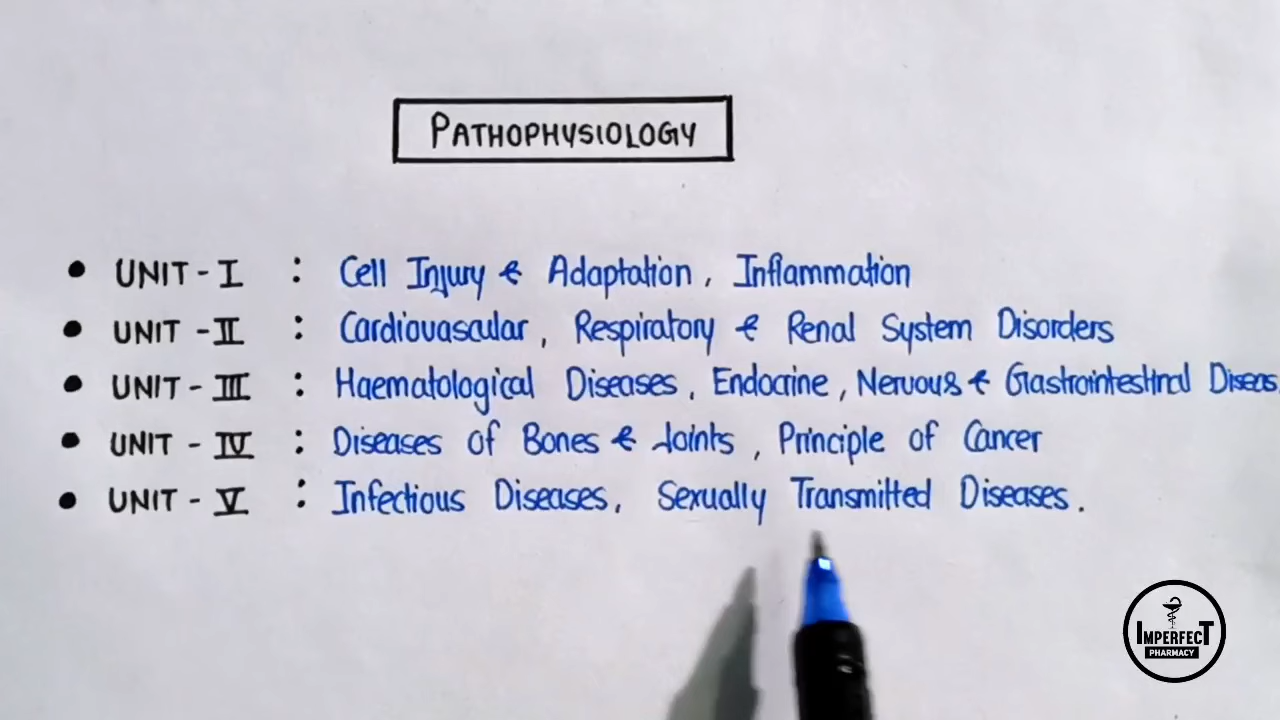 PATHOPHYSIOLOGY
• UNIT - I : Cell Injury & Adaptation, Inflammation
• UNIT - II : Cardiovascular, Respiratory & Renal System Disorders
• UNIT - III : Haematological Diseases, Endocrine, Nervous & Gastrointestinal Diseas
• UNIT - IV : Diseases of Bones & Joints, Principle of Cancer
• UNIT - V : Infectious Diseases, Sexually Transmitted Diseases.
IMPERFECT
PHARMACY